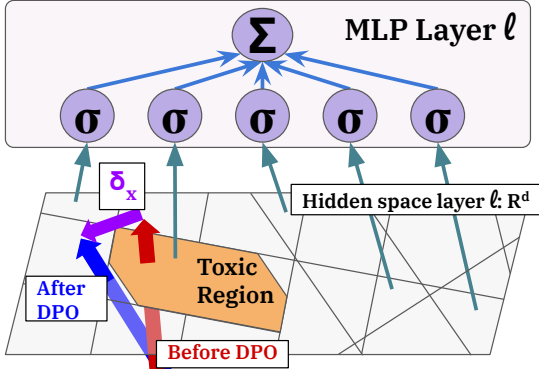 MLP Layer ℓ
Σ
σ σ σ σ σ
δx
Hidden space layer ℓ: Rᵈ
Toxic
Region
After
DPO
Before DPO